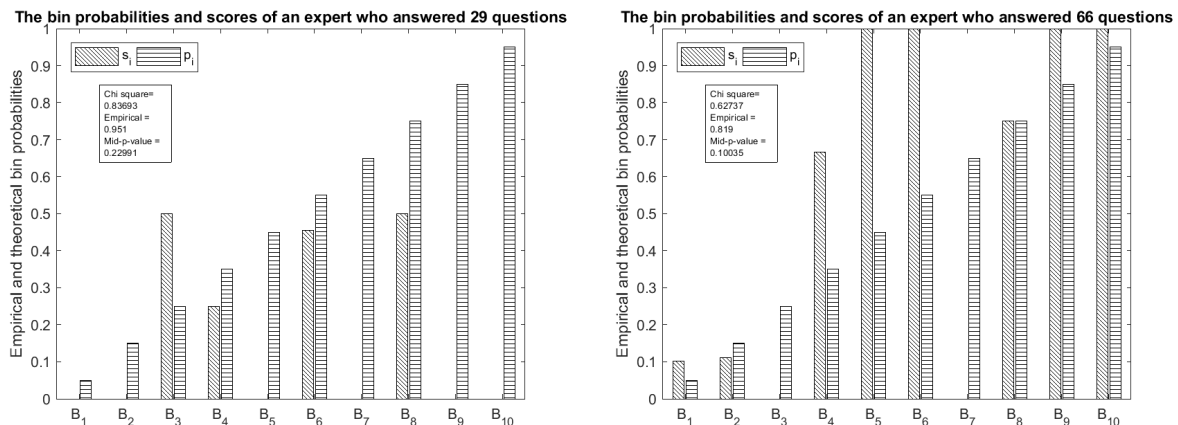 The bin probabilities and scores of an expert who answered 29 questions
1
0.9
0.8
0.7
0.6
0.5
0.4
0.3
0.2
0.1
0
Empirical and theoretical bin probabilities
s_i p_i
Chi square=
0.83693
Empirical =
0.951
Mid-p-value =
0.22991
B_1 B_2 B_3 B_4 B_5 B_6 B_7 B_8 B_9 B_10
The bin probabilities and scores of an expert who answered 66 questions
1
0.9
0.8
0.7
0.6
0.5
0.4
0.3
0.2
0.1
0
Empirical and theoretical bin probabilities
s_i p_i
Chi square=
0.62737
Empirical =
0.819
Mid-p-value =
0.10035
B_1 B_2 B_3 B_4 B_5 B_6 B_7 B_8 B_9 B_10